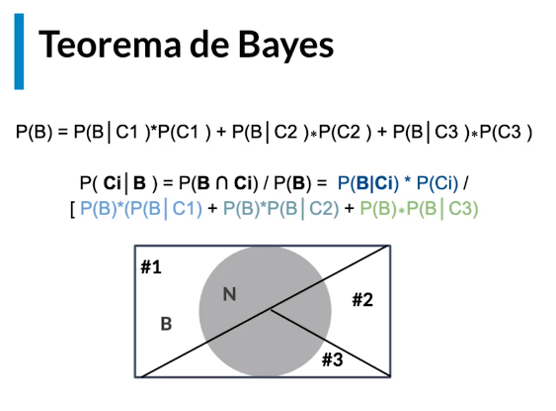 Teorema de Bayes
P(B) = P(B|C1 )*P(C1 ) + P(B|C2 )*P(C2 ) + P(B|C3 )*P(C3 )
P( Ci|B ) = P(B ∩ Ci) / P(B) = P(B|Ci) * P(Ci) /
[ P(B)*(P(B|C1) + P(B)*P(B|C2) + P(B)*P(B|C3)
#1
N
#2
B
#3